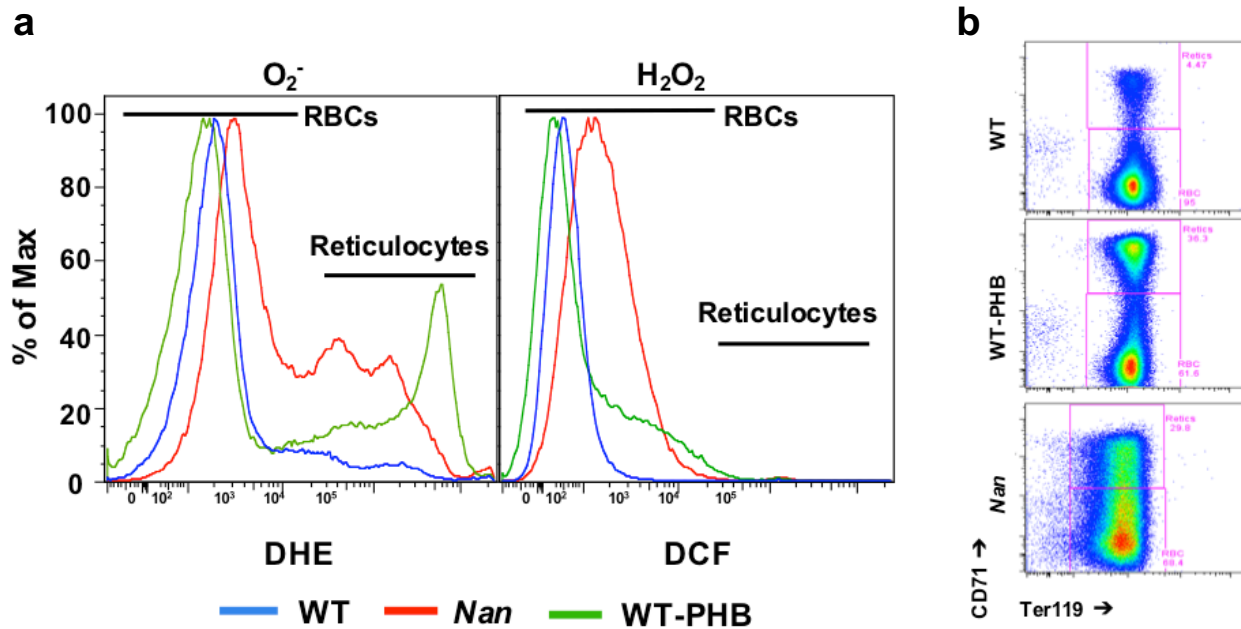 a
b
O₂⁻
H₂O₂
100
80
60
40
20
0
% of Max
RBCs
Reticulocytes
RBCs
Reticulocytes
0 10² 10³ 10⁴ 10⁵
0 10² 10³ 10⁴ 10⁵
DHE
DCF
WT
Nan
WT-PHB
WT
Retics
4.47
RBC
95
WT-PHB
Retics
36.3
RBC
61.6
Nan
Retics
29.8
RBC
69.4
CD71 →
Ter119 →